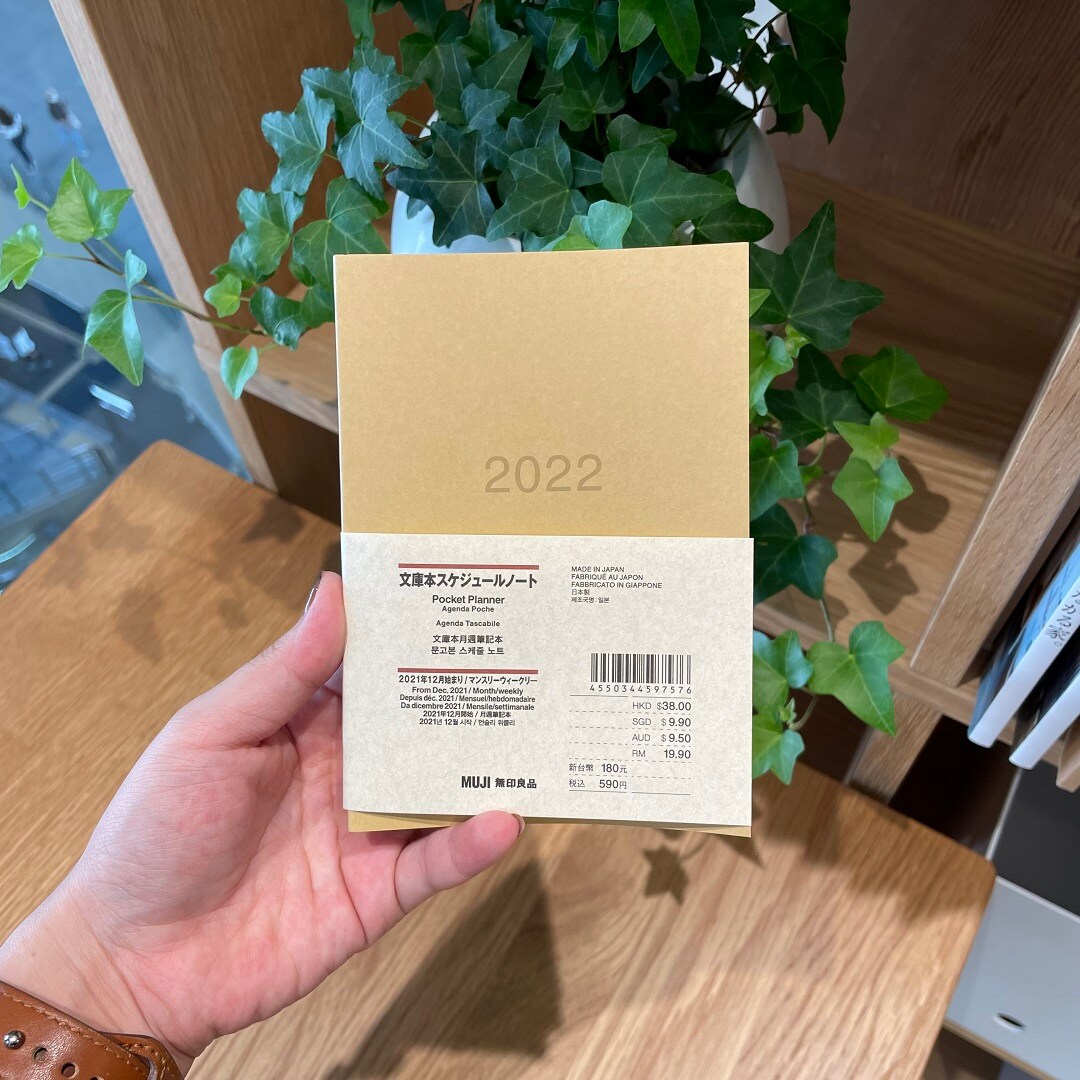 2022
文庫本スケジュールノート
Pocket Planner
Agenda Poche
Agenda Tascabile
文庫本月週筆記本
문고본 스케줄 노트
2021年12月始まり/マンスリーウィークリー
From Dec. 2021 / Month/weekly
Depuis déc. 2021 / Mensuel/hebdomadaire
Da dicembre 2021 / Mensile/settimanale
2021年12月開始 / 月週筆記本
2021년 12월 시작 / 먼슬리 위클리
MUJI 無印良品
MADE IN JAPAN
FABRIQUÉ AU JAPON
FABBRICATO IN GIAPPONE
日本製
제조국명: 일본
4550344597576
HKD $38.00
SGD $ 9.90
AUD $ 9.50
RM 19.90
新台幣 180元
税込 590円